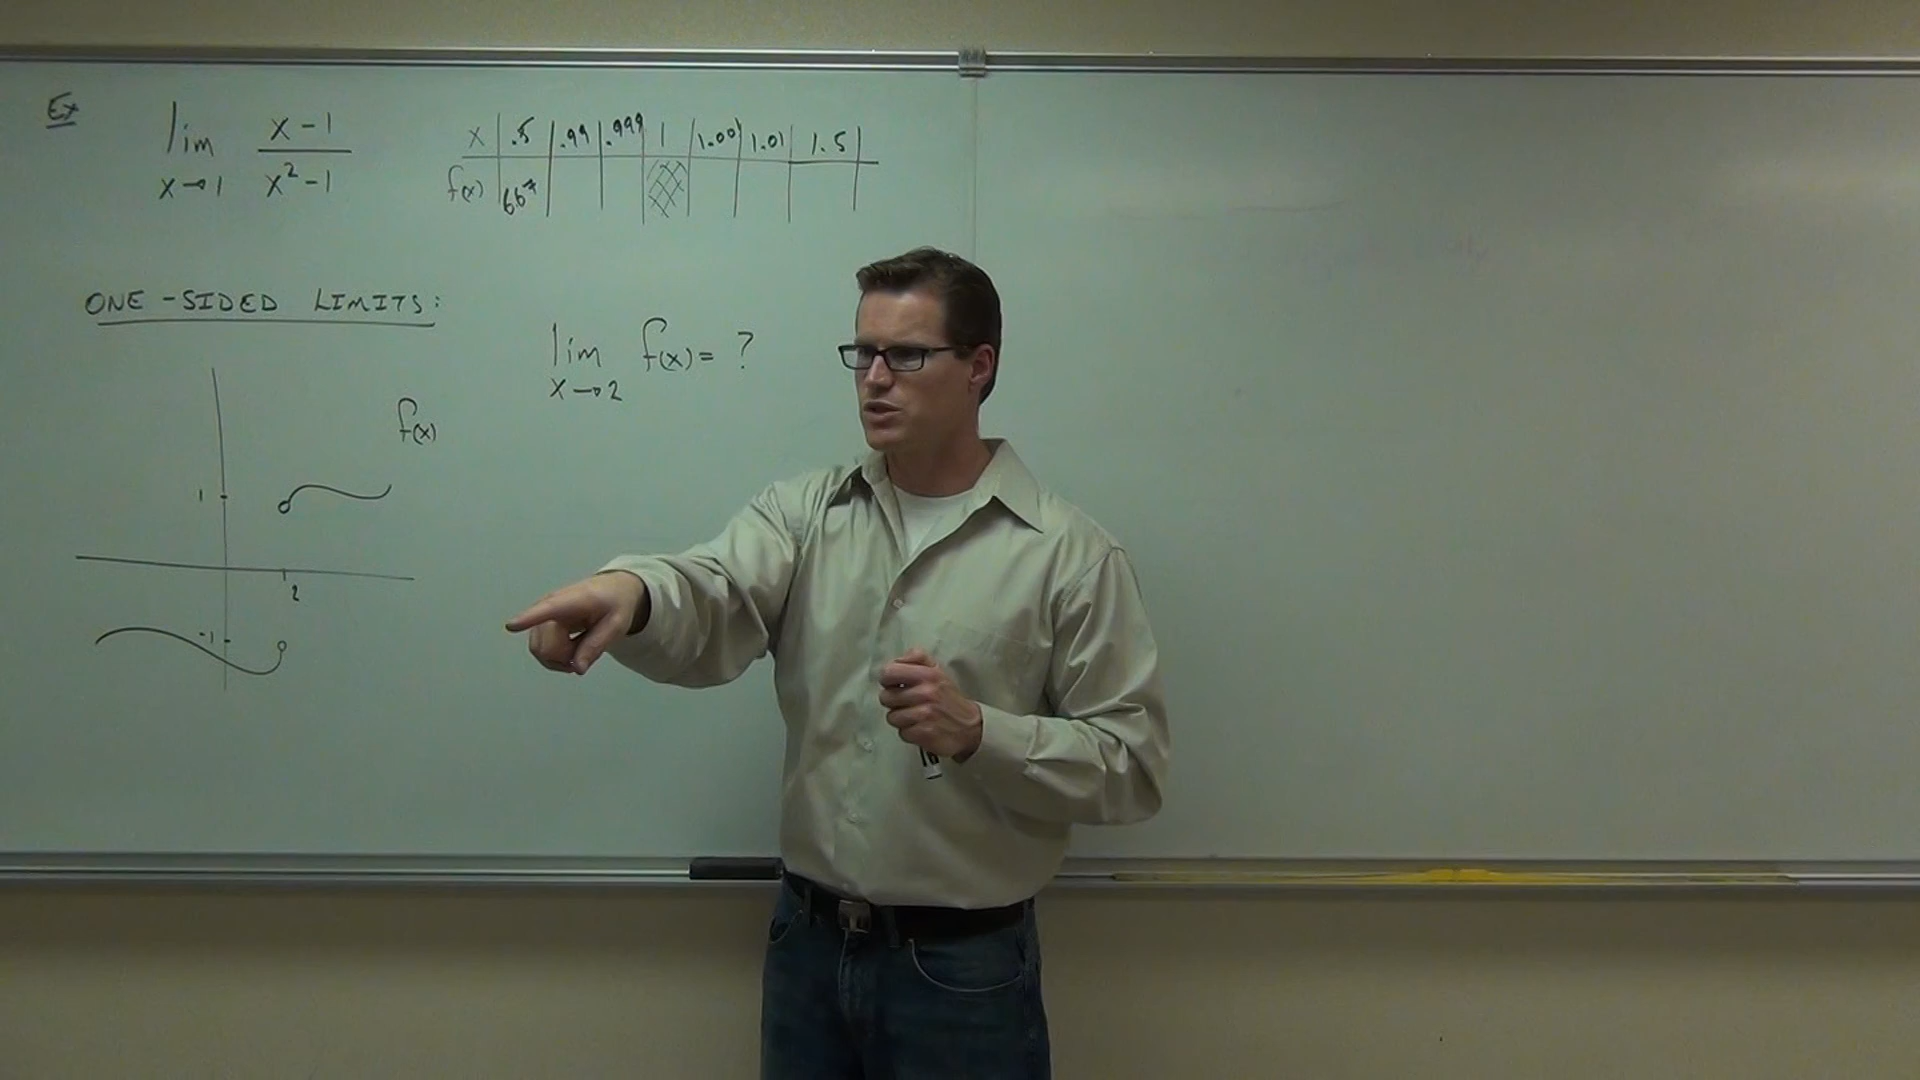 Ex
lim x→1 x-1 / x²-1
x .5 .99 .999 1 1.001 1.01 1.5
f(x) .667
ONE-SIDED LIMITS:
lim x→2 f(x) = ?
f(x)
1
2
-1